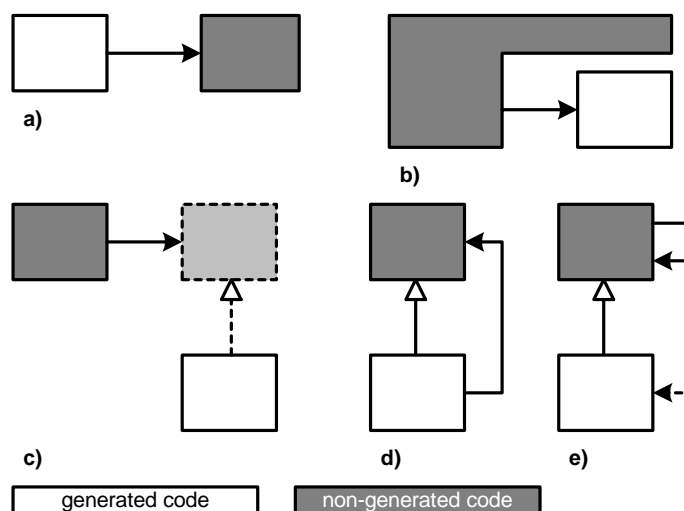 a)
b)
c)
d)
e)
generated code
non-generated code